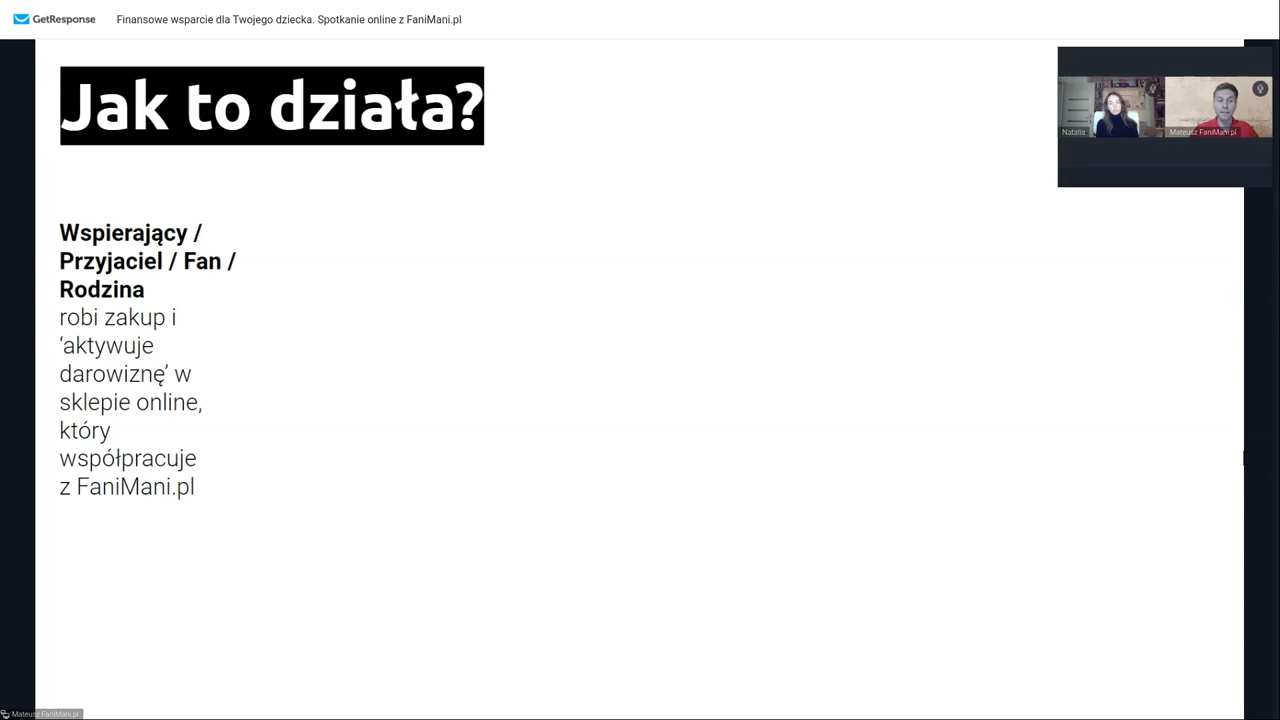 GetResponse Finansowe wsparcie dla Twojego dziecka. Spotkanie online z FaniMani.pl
Jak to działa?
Natalia
Mateusz FaniMani.pl
Wspierający /
Przyjaciel / Fan /
Rodzina
robi zakup i
‘aktywuje
darowiznę’ w
sklepie online,
który
współpracuje
z FaniMani.pl
Mateusz FaniMani.pl